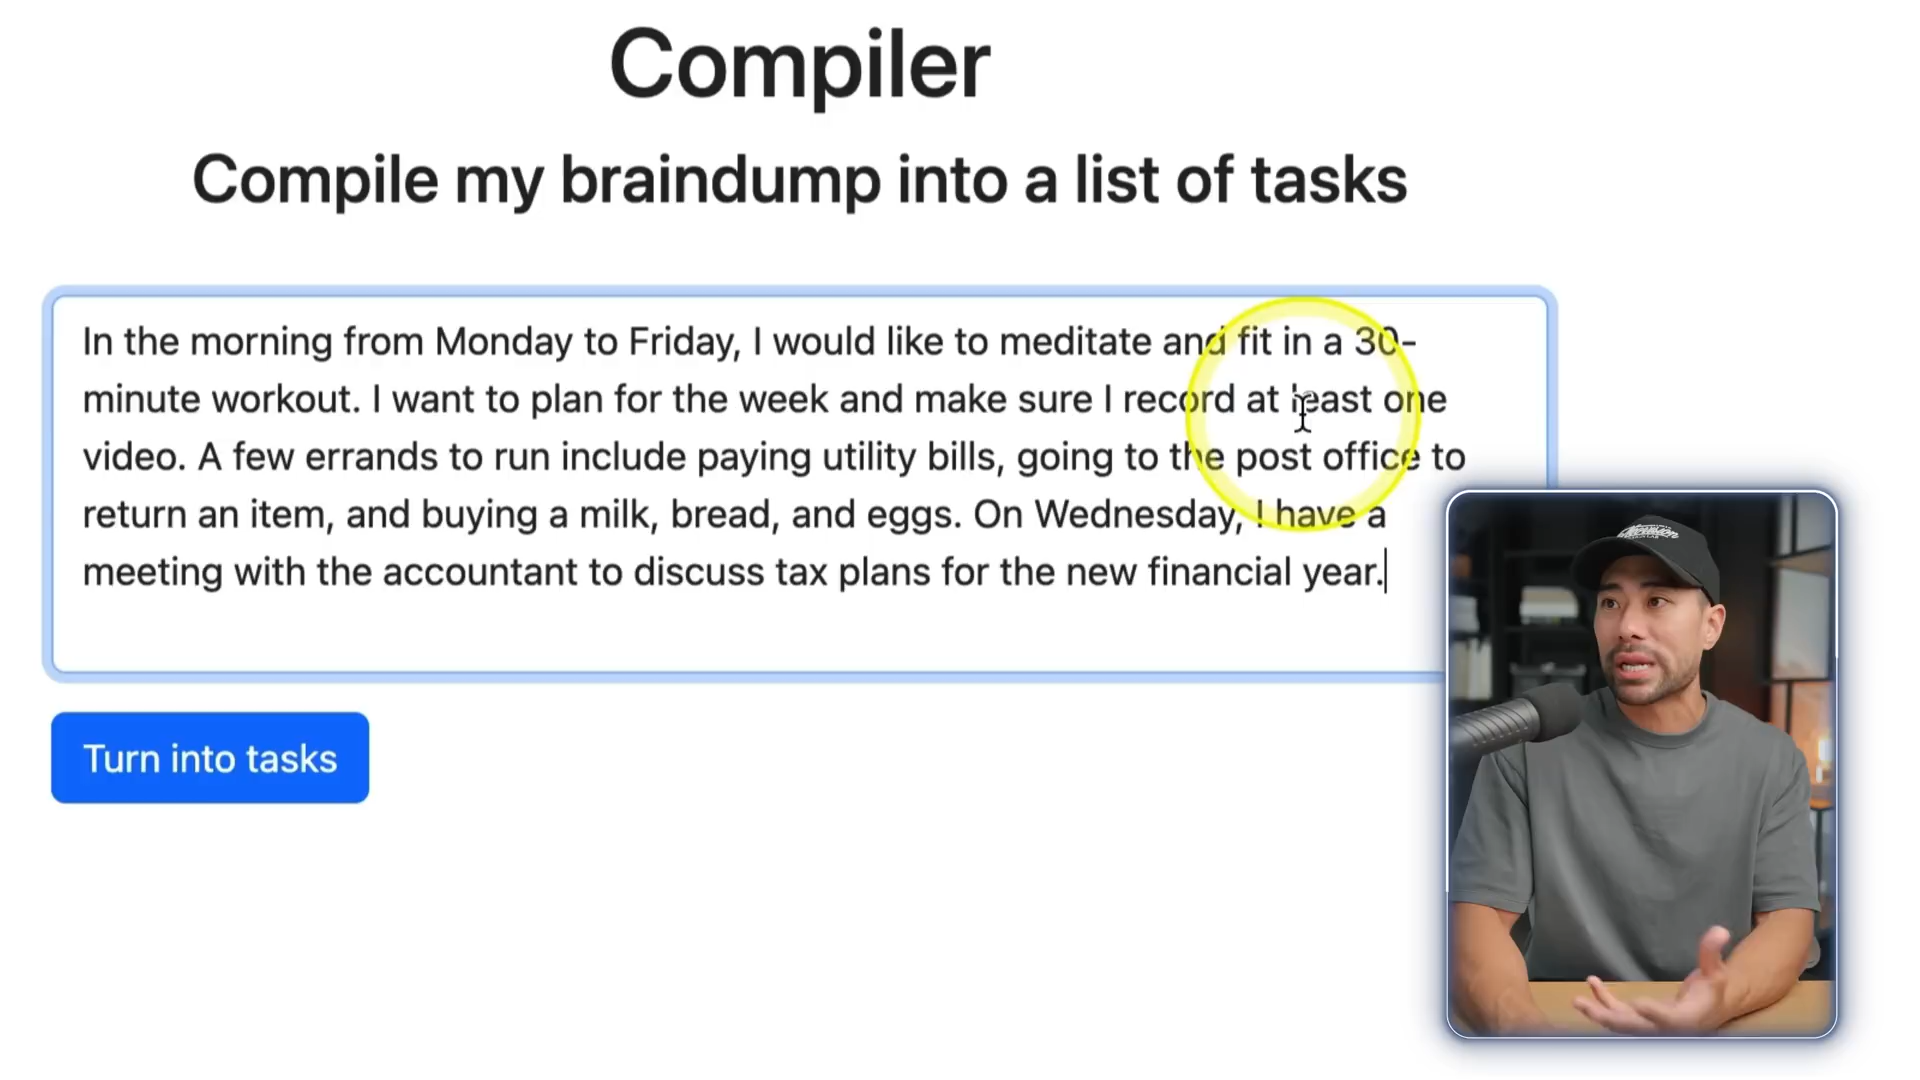 Compiler
Compile my braindump into a list of tasks
In the morning from Monday to Friday, I would like to meditate and fit in a 30-
minute workout. I want to plan for the week and make sure I record at least one
video. A few errands to run include paying utility bills, going to the post office to
return an item, and buying a milk, bread, and eggs. On Wednesday, I have a
meeting with the accountant to discuss tax plans for the new financial year.
Turn into tasks